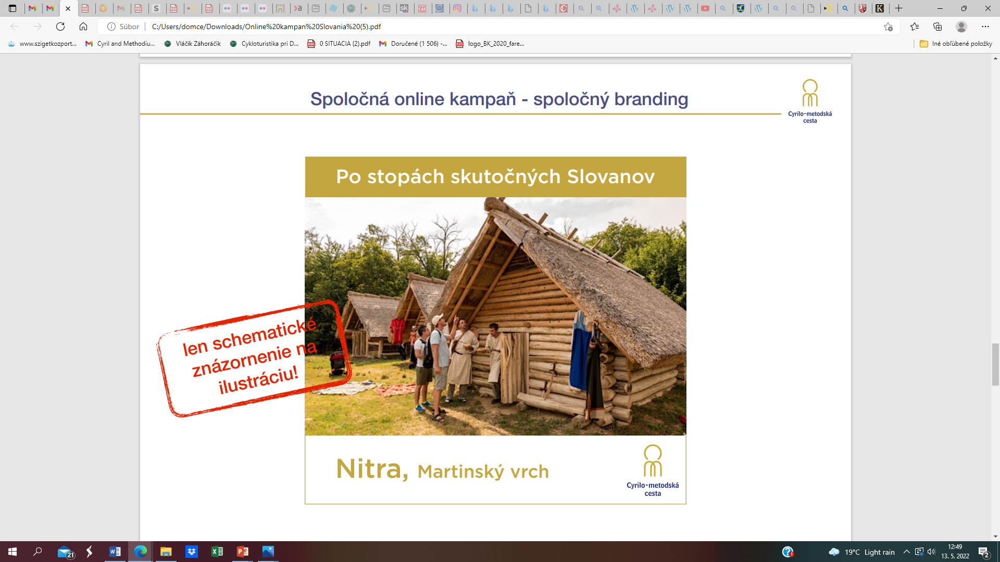 Súbor
C:/Users/domce/Downloads/Online%20kampan%20Slovania%20(5).pdf
www.szigetkozport...
Cyril and Methodiu...
Vláčik Záhoráčik
Cykloturistika pri D...
0 SITUACIA (2).pdf
Doručené (1 506) -...
logo_BK_2020_fare...
Iné obľúbené položky
Spoločná online kampaň - spoločný branding
Cyrilo-metodská
cesta
Po stopách skutočných Slovanov
len schematické
znázornenie na
ilustráciu!
Nitra, Martinský vrch
Cyrilo-metodská
cesta
21
19°C Light rain
12:49
13. 5. 2022
2